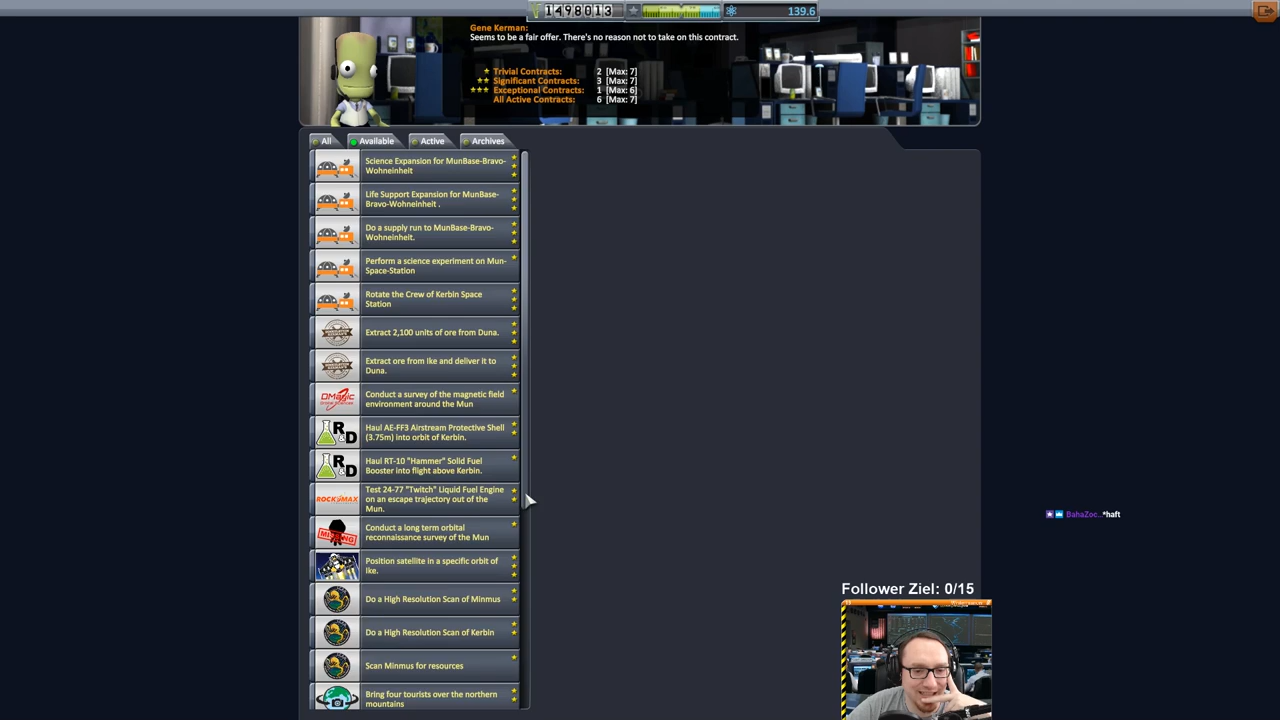 1498013
139.6
Gene Kerman:
Seems to be a fair offer. There's no reason not to take on this contract.
Trivial Contracts: 2 [Max: 7]
Significant Contracts: 3 [Max: 7]
Exceptional Contracts: 1 [Max: 6]
All Active Contracts: 6 [Max: 7]
All Available Active Archives
Science Expansion for MunBase-Bravo-
Wohneinheit
Life Support Expansion for MunBase-
Bravo-Wohneinheit .
Do a supply run to MunBase-Bravo-
Wohneinheit.
Perform a science experiment on Mun-
Space-Station
Rotate the Crew of Kerbin Space
Station
Extract 2,100 units of ore from Duna.
Extract ore from Ike and deliver it to
Duna.
DMagic
Conduct a survey of the magnetic field
environment around the Mun
R&D
Haul AE-FF3 Airstream Protective Shell
(3.75m) into orbit of Kerbin.
R&D
Haul RT-10 "Hammer" Solid Fuel
Booster into flight above Kerbin.
ROCKOMAX
Test 24-77 "Twitch" Liquid Fuel Engine
on an escape trajectory out of the
Mun.
MISSING
Conduct a long term orbital
reconnaissance survey of the Mun
Position satellite in a specific orbit of
Ike.
Do a High Resolution Scan of Minmus
Do a High Resolution Scan of Kerbin
Scan Minmus for resources
Bring four tourists over the northern
mountains
BahaZoc... *haft
Follower Ziel: 0/15